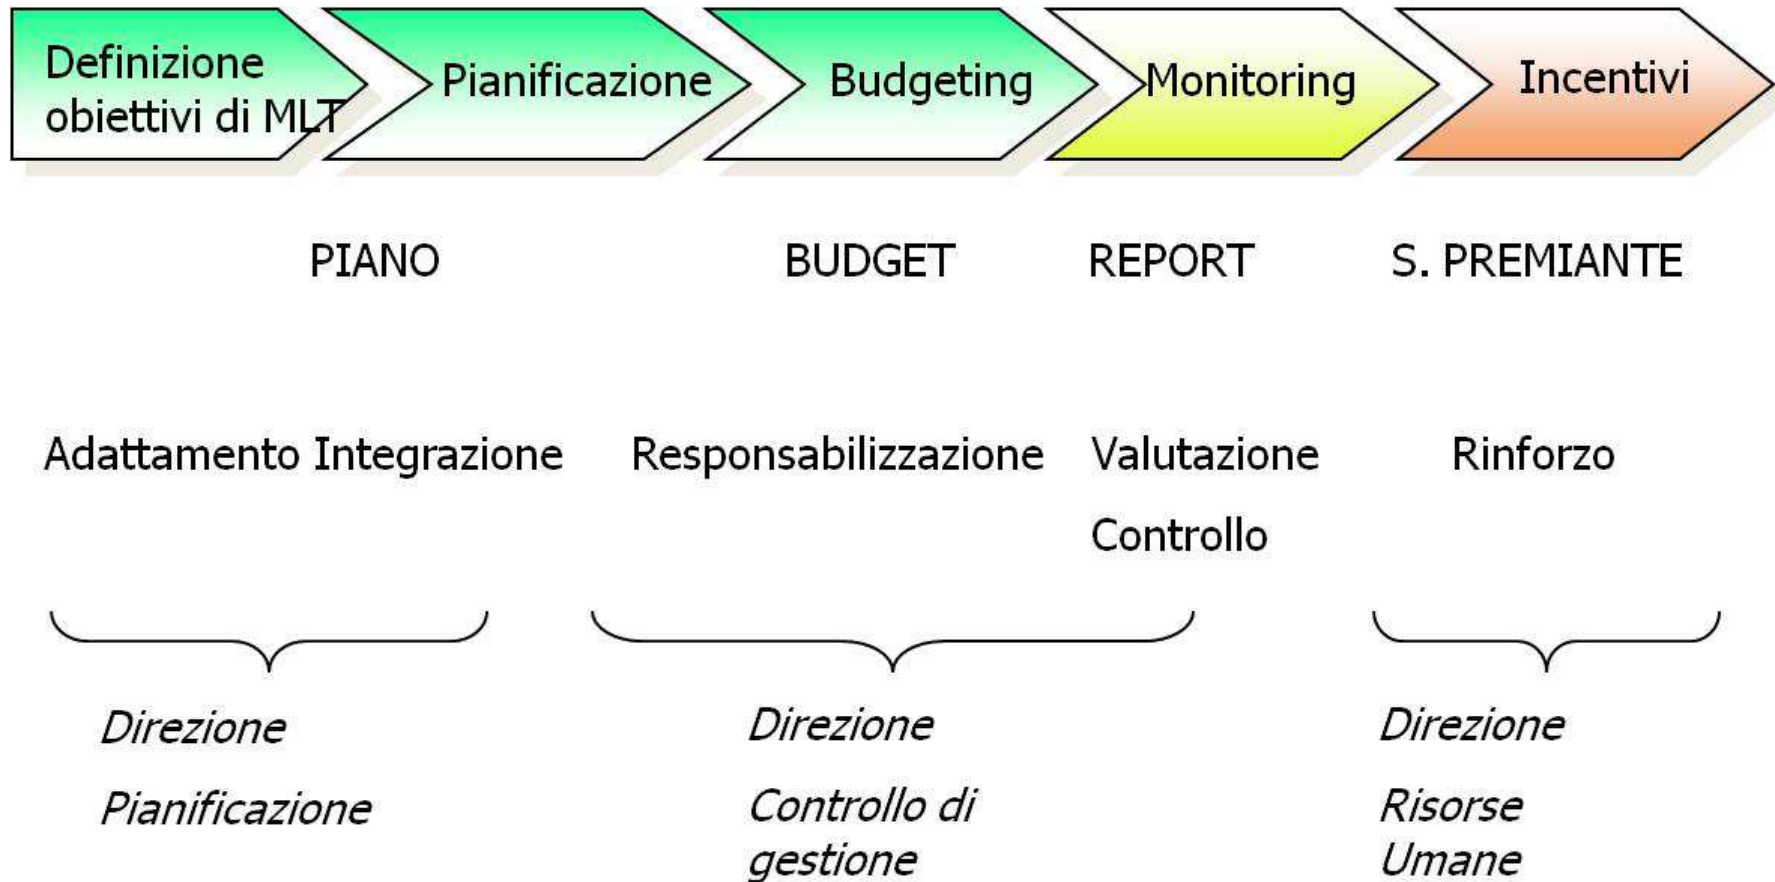 Definizione
obiettivi di MLT
Pianificazione
Budgeting
Monitoring
Incentivi
PIANO
BUDGET
REPORT
S. PREMIANTE
Adattamento Integrazione
Responsabilizzazione
Valutazione
Controllo
Rinforzo
Direzione
Pianificazione
Direzione
Controllo di
gestione
Direzione
Risorse
Umane